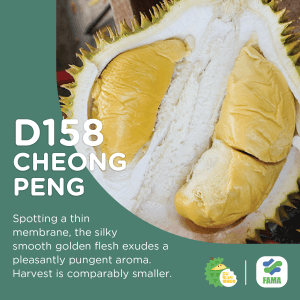 D158
CHEONG
PENG
Spotting a thin
membrane, the silky
smooth golden flesh exudes a
pleasantly pungent aroma.
Harvest is comparably smaller.
FAMA